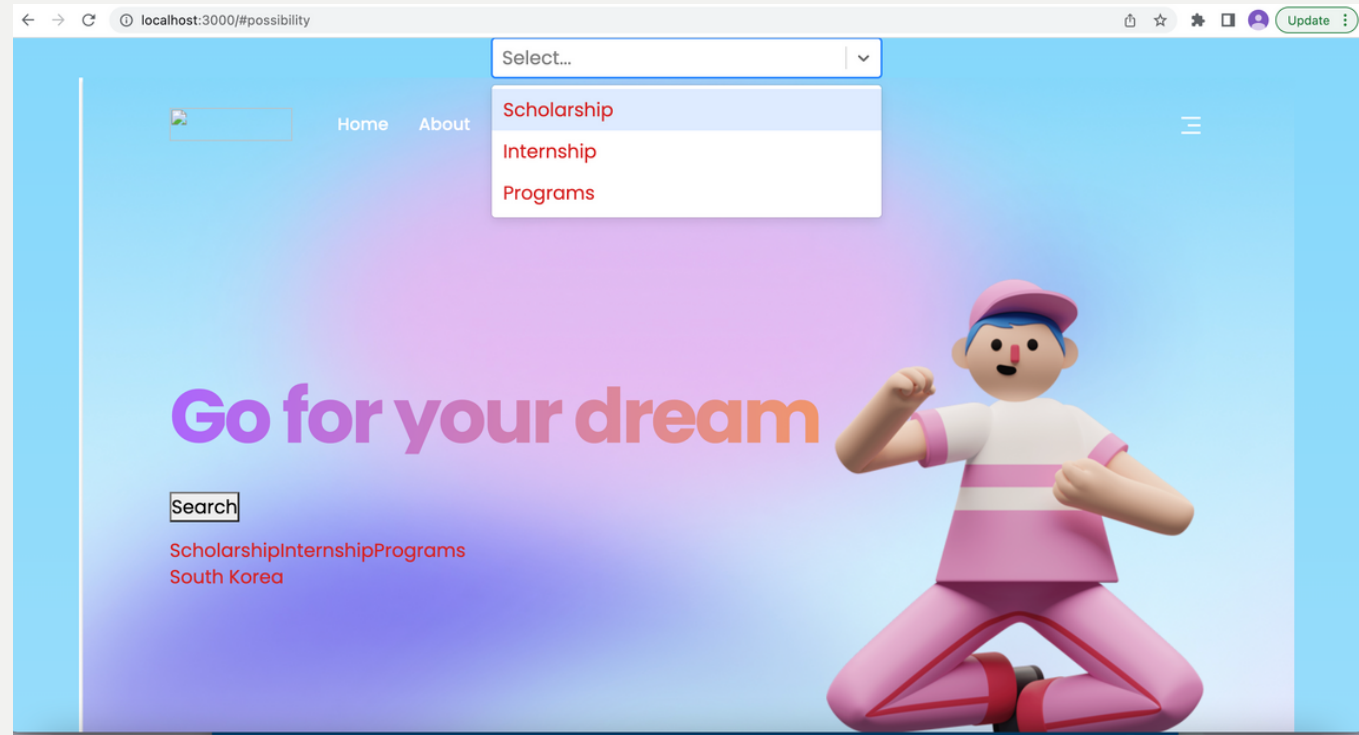 localhost:3000/#possibility
Update
Select...
Scholarship
Home About
Internship
Programs
Go for your dream
Search
ScholarshipInternshipPrograms
South Korea